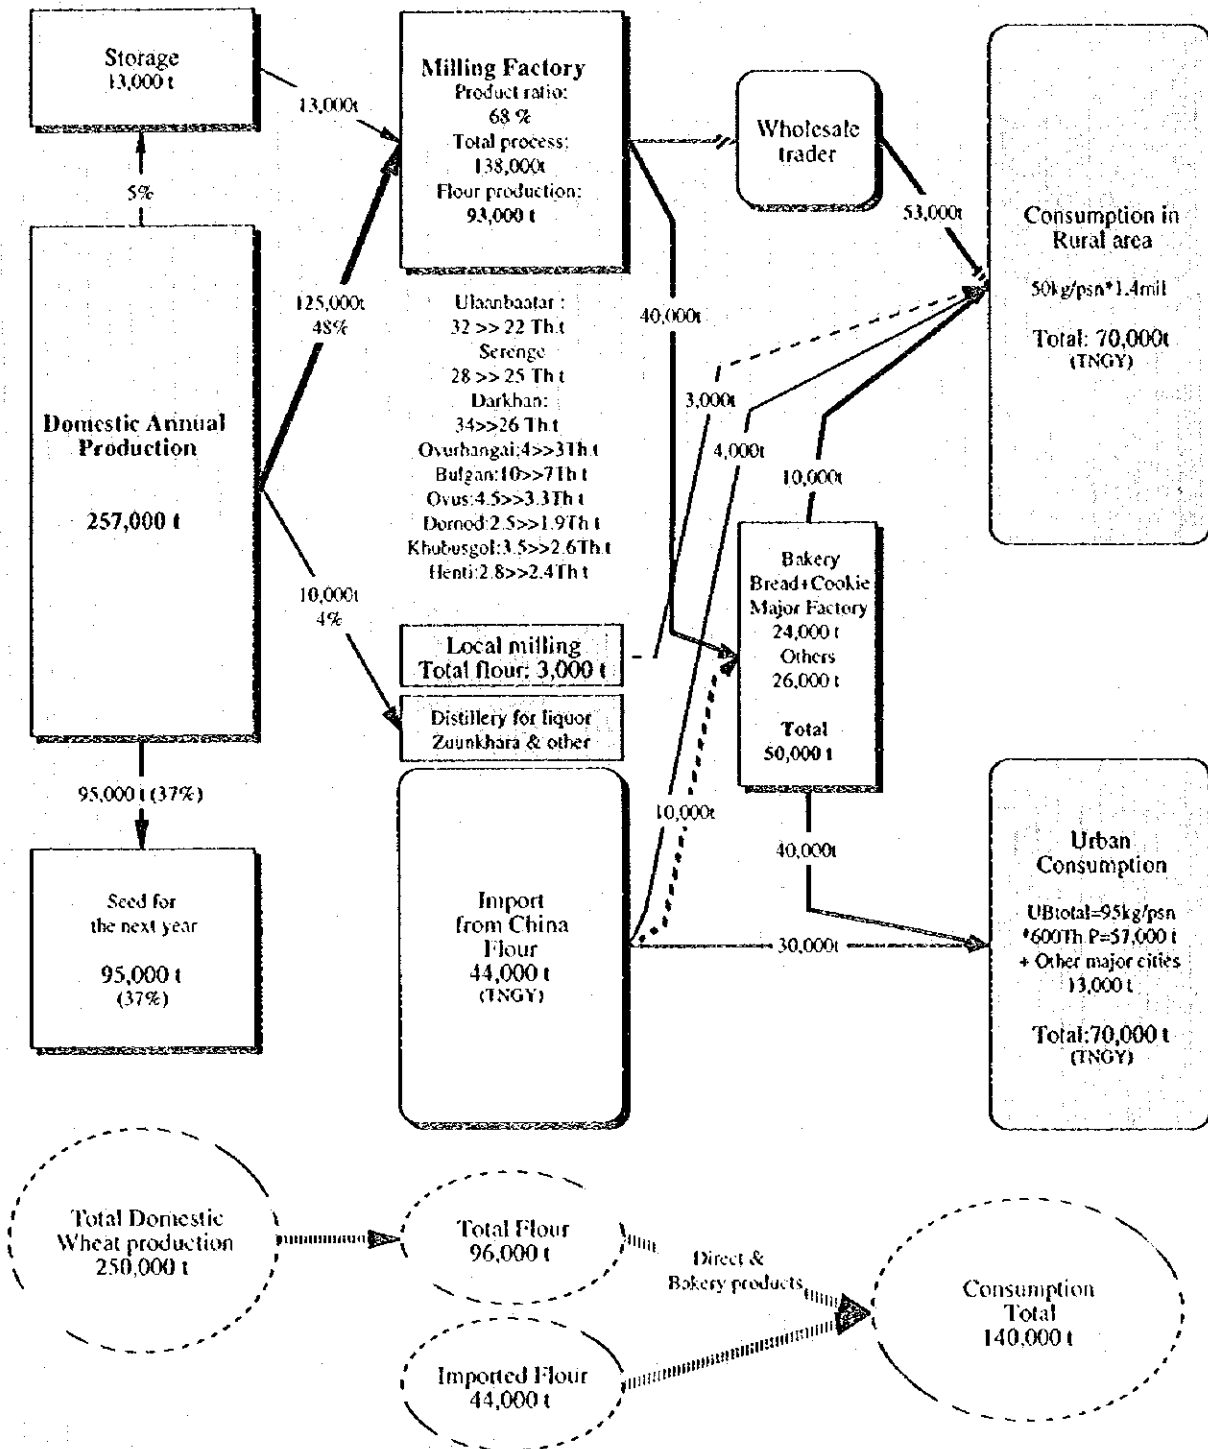 Storage
13,000 t
13,000t
5%
Domestic Annual
Production
257,000 t
125,000t
48%
10,000t
4%
95,000 t (37%)
Seed for
the next year
95,000 t
(37%)
Milling Factory
Product ratio:
68 %
Total process:
138,000t
Flour production:
93,000 t
Ulaanbaatar :
32 >> 22 Th.t
Serenge
28 >> 25 Th t
Darkhan:
34>>26 Th.t
Ovurhangai:4>>3Th.t
Bulgan:10>>7Th t
Ovus:4.5>>3.3Th t
Dornod:2.5>>1.9Th t
Khubusgol:3.5>>2.6Th.t
Henti:2.8>>2.4Th t
Local milling
Total flour: 3,000 t
Distillery for liquor
Zuunkhara & other
Import
from China
Flour
44,000 t
(TNGY)
Wholesale
trader
53,000t
40,000t
3,000t
4,000t
10,000t
10,000t
Bakery
Bread+Cookie
Major Factory
24,000 t
Others
26,000 t
Total
50,000 t
40,000t
30,000t
Consumption in
Rural area
50kg/psn*1.4mil
Total: 70,000t
(TNGY)
Urban
Consumption
UBtotal=95kg/psn
*600Th P=57,000 t
+ Other major cities
13,000 t
Total:70,000 t
(TNGY)
Total Domestic
Wheat production
250,000 t
Total Flour
96,000 t
Imported Flour
44,000 t
Direct &
Bakery products
Consumption
Total
140,000 t